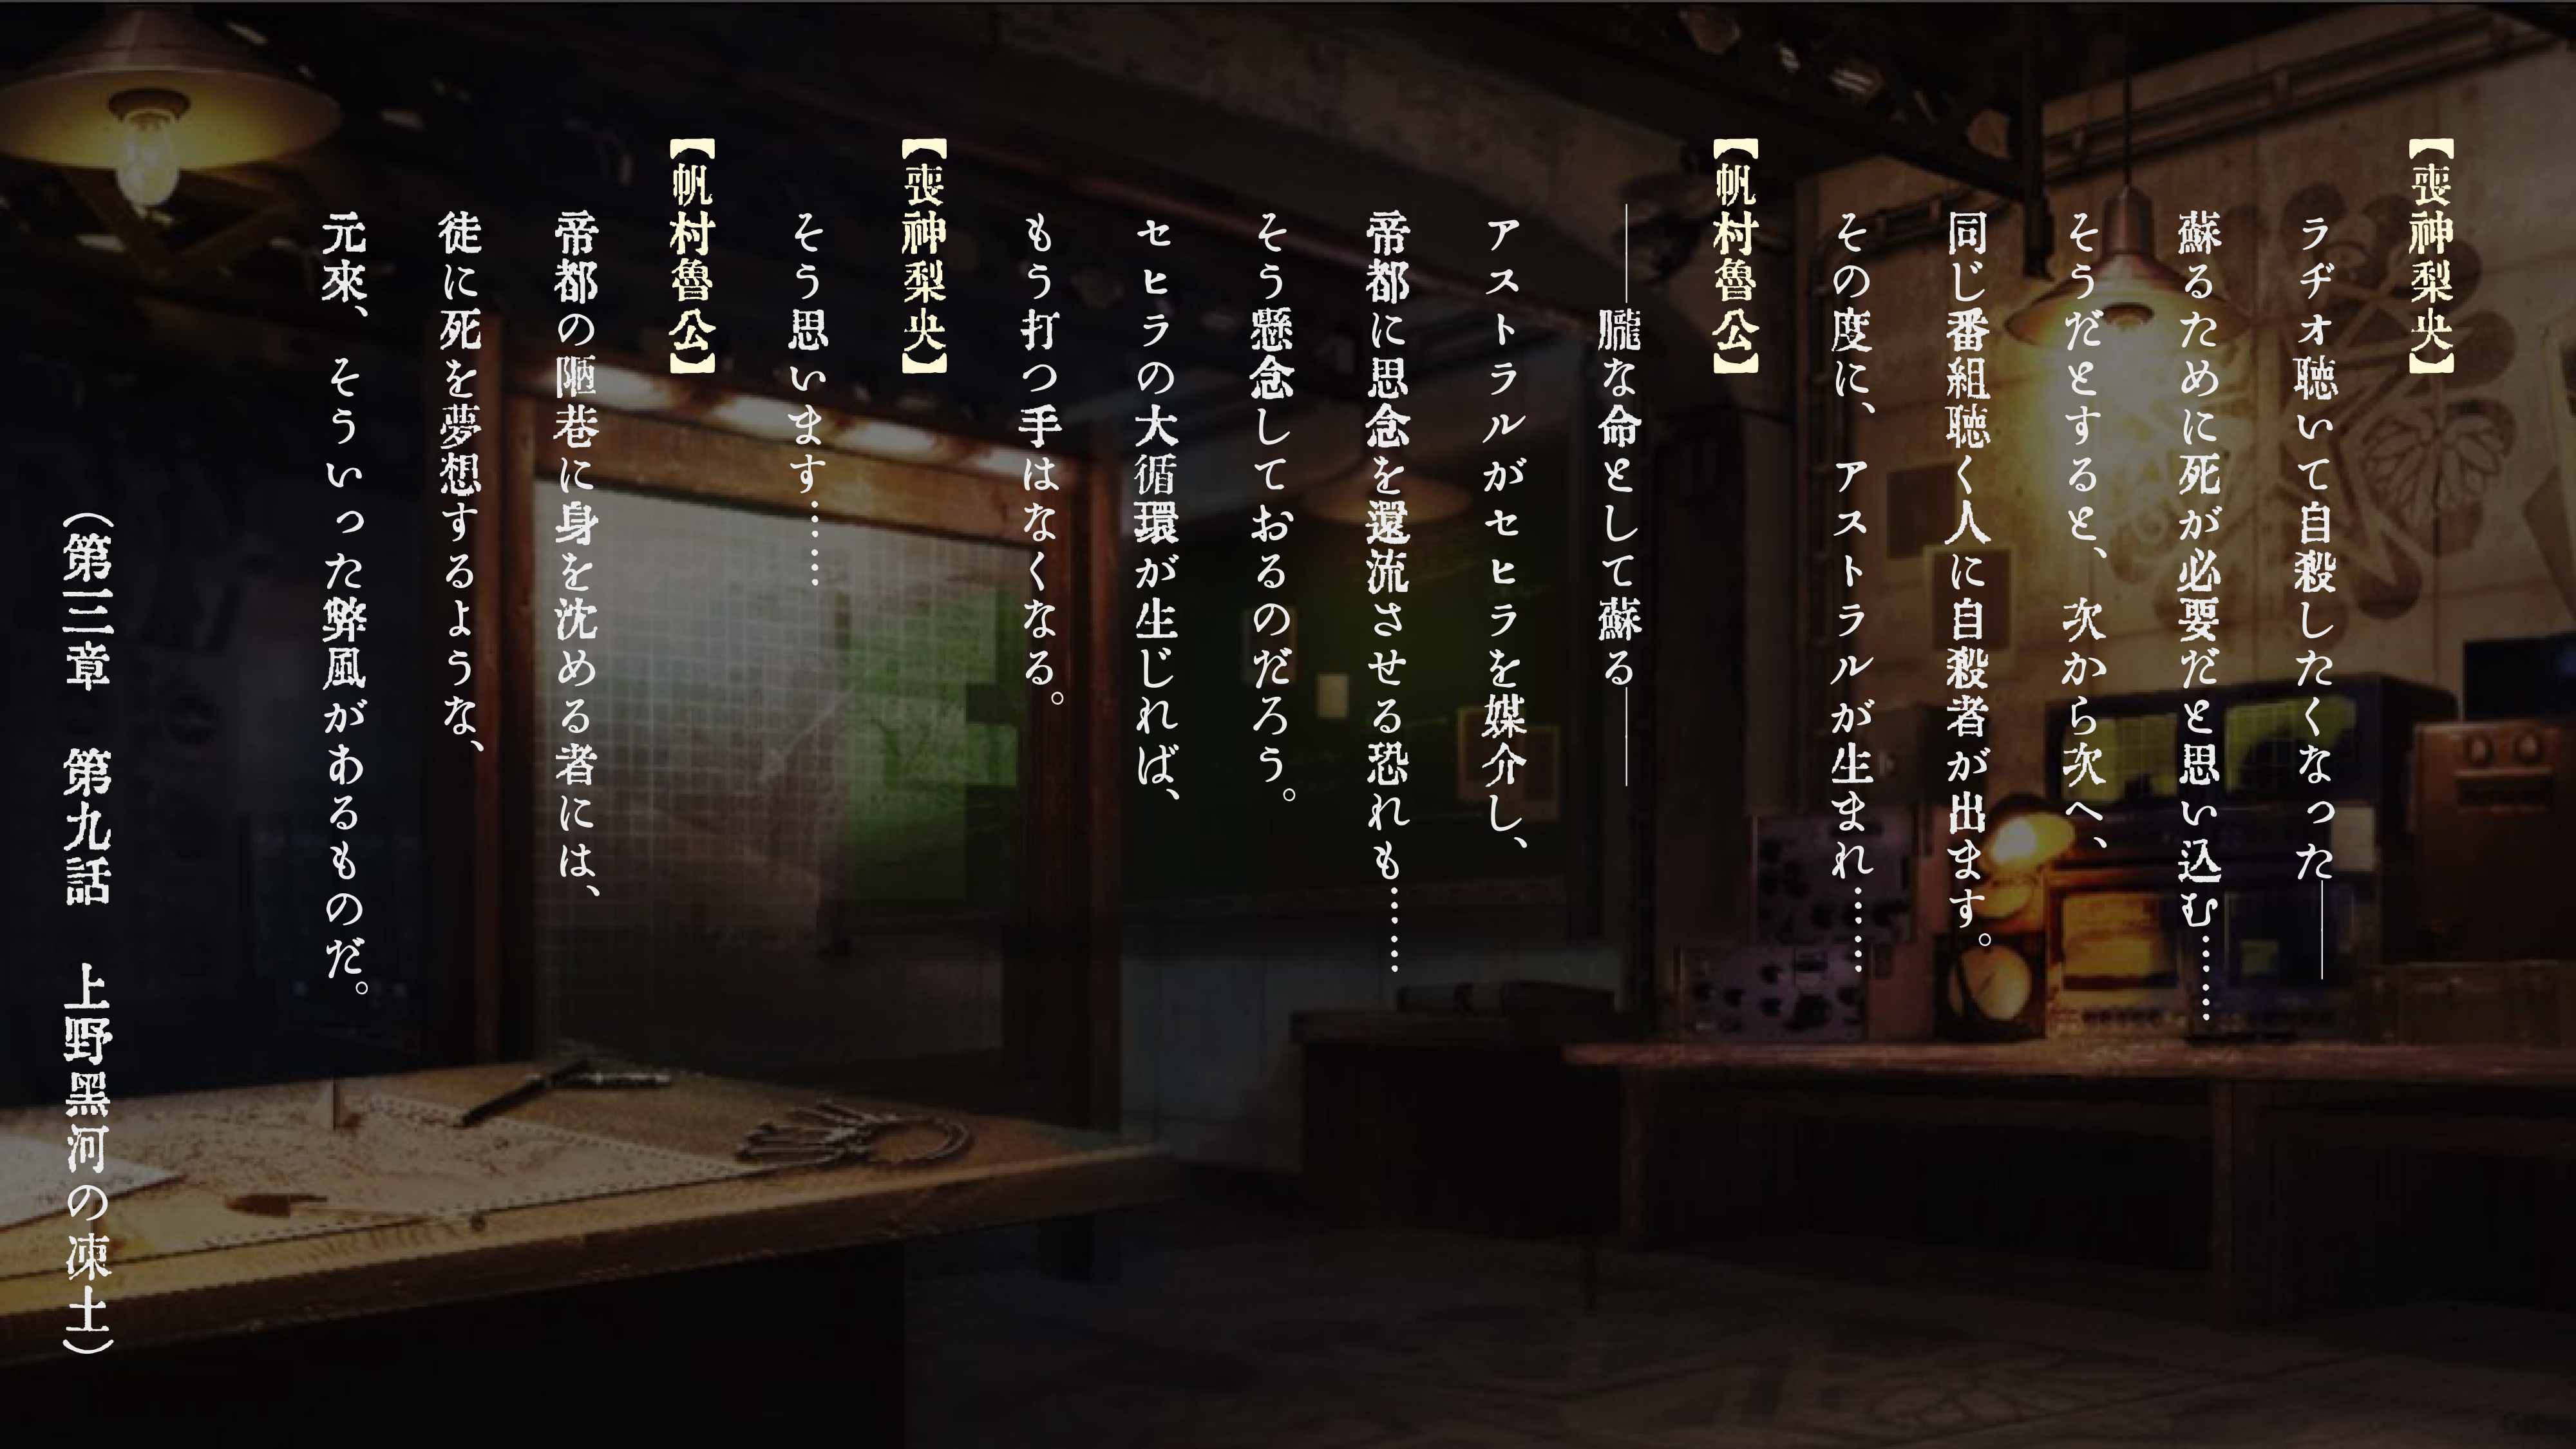 【喪神梨央】
ラヂオ聴いて自殺したくなった――
蘇るために死が必要だと思い込む……
そうだとすると、次から次へ、
同じ番組聴く人に自殺者が出ます。
その度に、アストラルが生まれ……
【帆村魯公】
――朧な命として蘇る――
アストラルがセヒラを媒介し、
帝都に思念を還流させる恐れも……
そう懸念しておるのだろう。
セヒラの大循環が生じれば、
もう打つ手はなくなる。
【喪神梨央】
そう思います……
【帆村魯公】
帝都の陋巷に身を沈める者には、
徒に死を夢想するような、
元來、そういった弊風があるものだ。
（第三章　第九話　上野黑河の凍土）